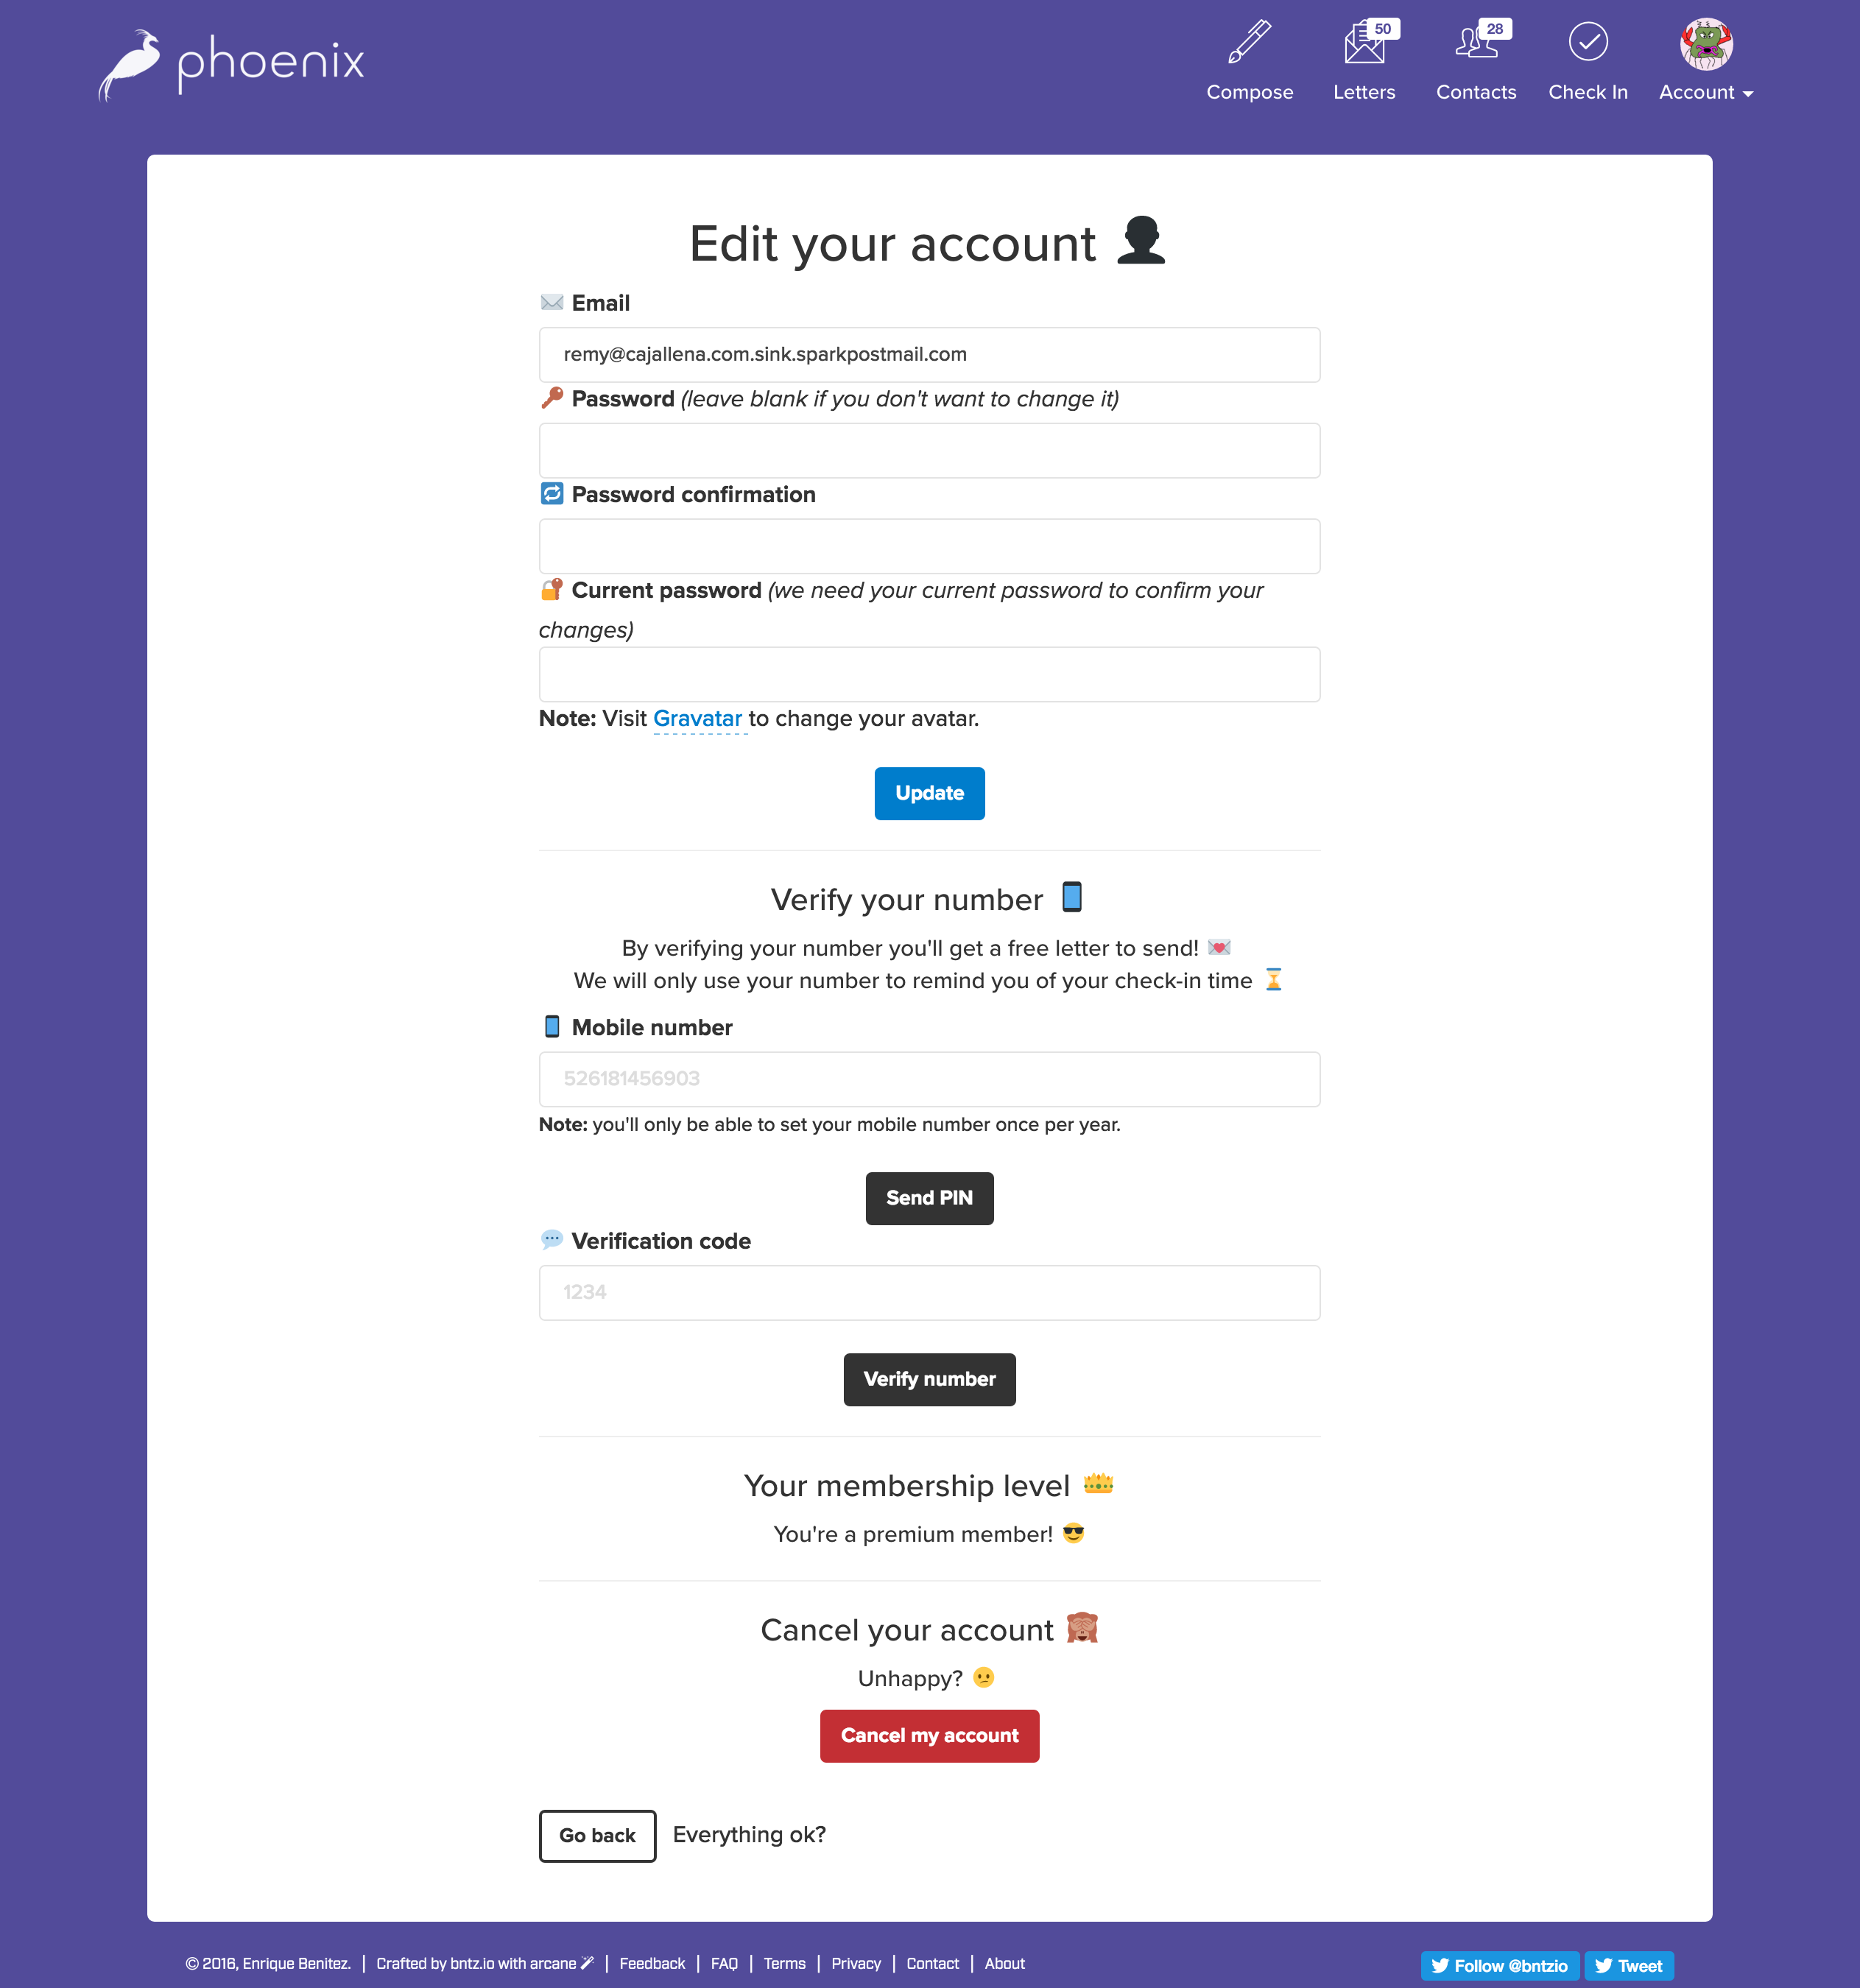 phoenix
50
28
Compose
Letters
Contacts
Check In
Account
Edit your account
Email
remy@cajallena.com.sink.sparkpostmail.com
Password (leave blank if you don't want to change it)
Password confirmation
Current password (we need your current password to confirm your
changes)
Note: Visit Gravatar to change your avatar.
Update
Verify your number
By verifying your number you'll get a free letter to send!
We will only use your number to remind you of your check-in time
Mobile number
526181456903
Note: you'll only be able to set your mobile number once per year.
Send PIN
Verification code
1234
Verify number
Your membership level
You're a premium member!
Cancel your account
Unhappy?
Cancel my account
Go back Everything ok?
© 2016, Enrique Benitez. | Crafted by bntz.io with arcane | Feedback | FAQ | Terms | Privacy | Contact | About
Follow @bntzio
Tweet